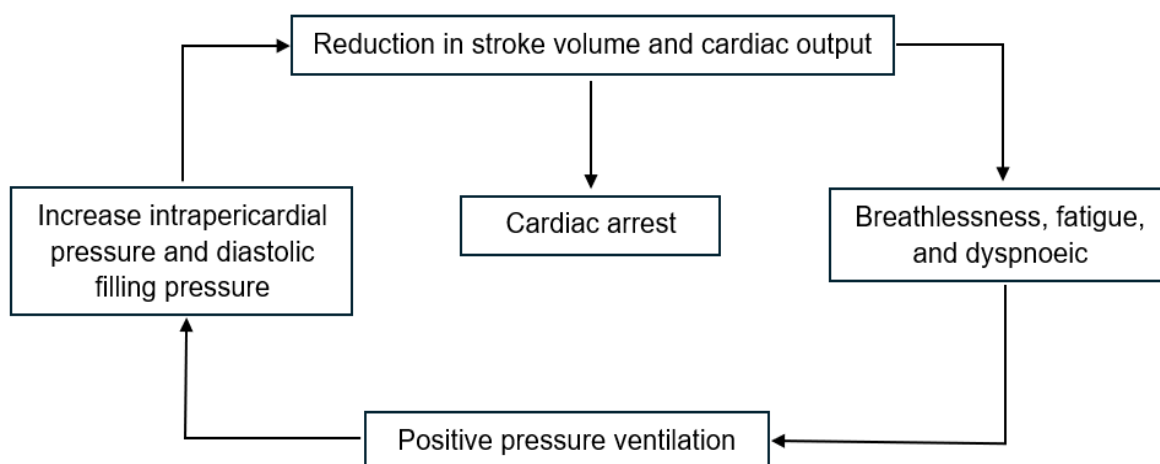 Reduction in stroke volume and cardiac output
Increase intrapericardial
pressure and diastolic
filling pressure
Cardiac arrest
Breathlessness, fatigue,
and dyspnoeic
Positive pressure ventilation